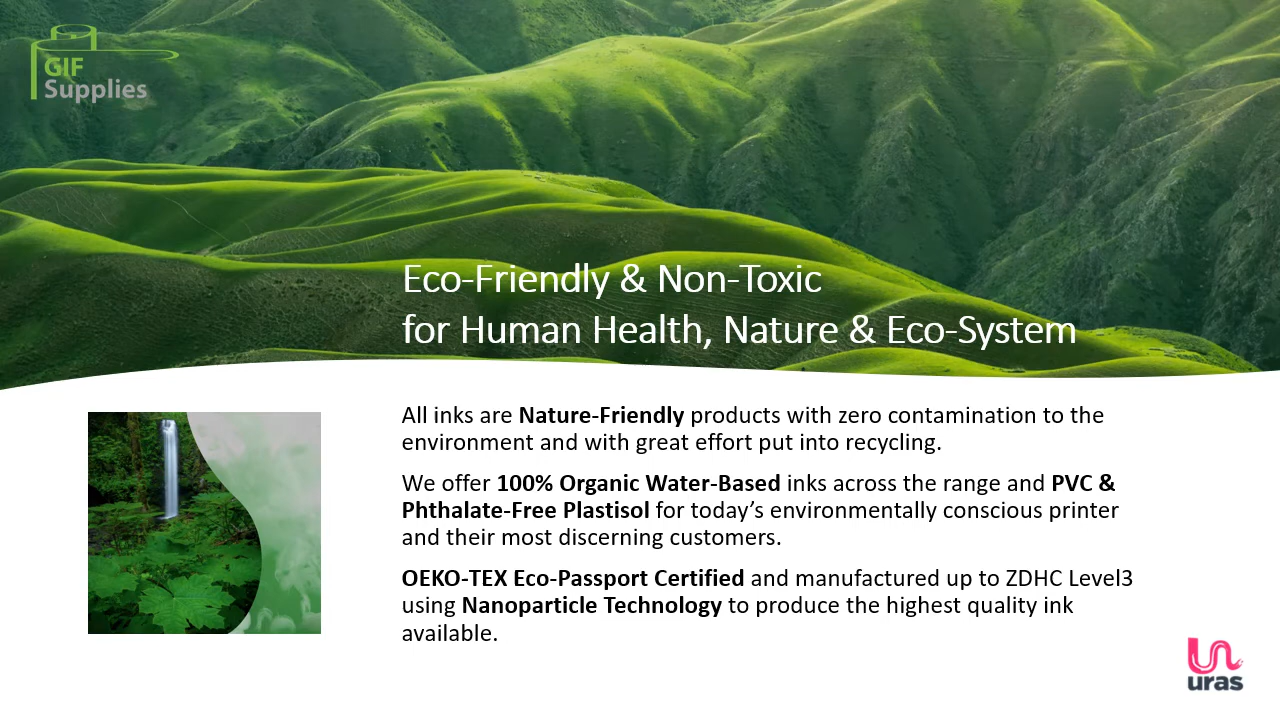 GIF
Supplies
Eco-Friendly & Non-Toxic
for Human Health, Nature & Eco-System
All inks are Nature-Friendly products with zero contamination to the
environment and with great effort put into recycling.
We offer 100% Organic Water-Based inks across the range and PVC &
Phthalate-Free Plastisol for today’s environmentally conscious printer
and their most discerning customers.
OEKO-TEX Eco-Passport Certified and manufactured up to ZDHC Level3
using Nanoparticle Technology to produce the highest quality ink
available.
uras